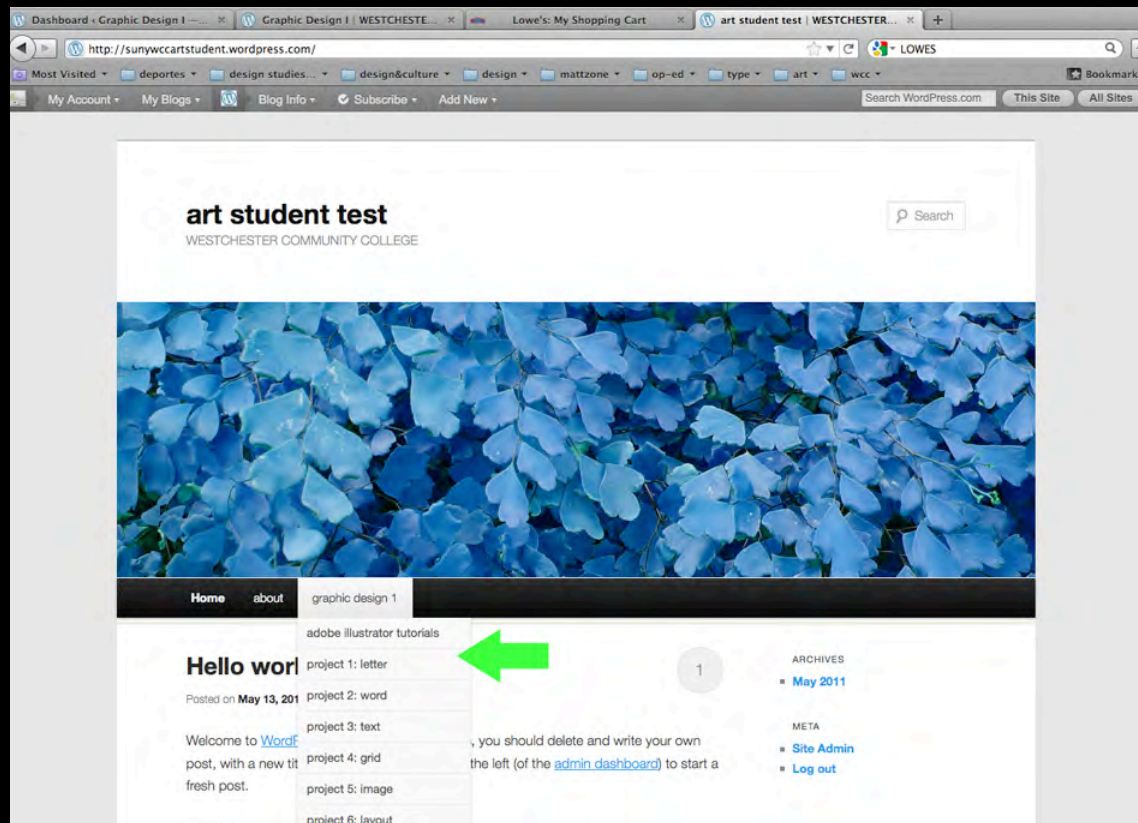 Dashboard ‹ Graphic Design I —... Graphic Design I | WESTCHESTE... Lowe's: My Shopping Cart art student test | WESTCHESTER...
http://sunywccartstudent.wordpress.com/ LOWES
Most Visited deportes design studies... design&culture design mattzone op-ed type art wcc Bookmark
My Account My Blogs Blog Info Subscribe Add New Search WordPress.com This Site All Sites
art student test
WESTCHESTER COMMUNITY COLLEGE
Search
Home about graphic design 1
adobe illustrator tutorials
project 1: letter
project 2: word
project 3: text
project 4: grid
project 5: image
project 6: layout
Hello worl
1
Posted on May 13, 201
Welcome to WordP , you should delete and write your own
post, with a new tit the left (of the admin dashboard) to start a
fresh post.
ARCHIVES
May 2011
META
Site Admin
Log out